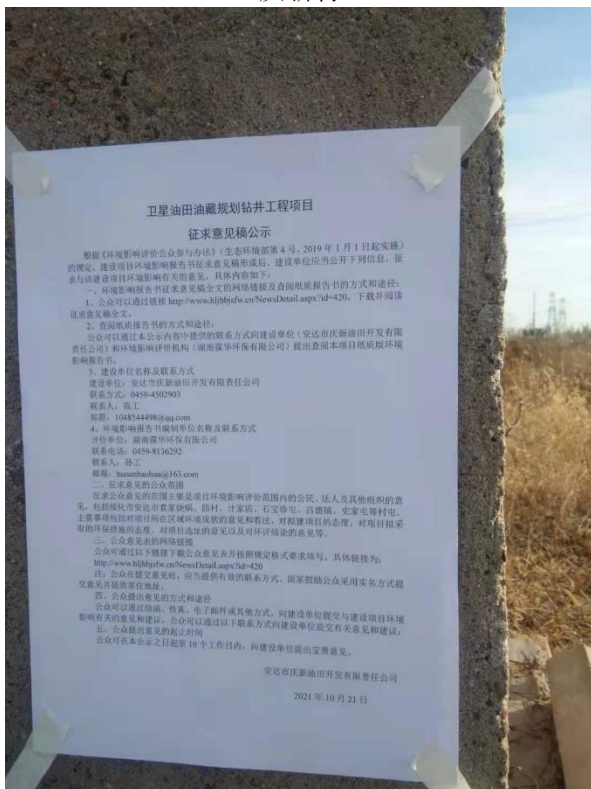 卫星油田油藏规划钻井工程项目
征求意见稿公示
根据《环境影响评价公众参与办法》（生态环境部第4号，2019年1月1日起实施）
的规定，建设项目环境影响报告书征求意见稿形成后，建设单位应当公开下列信息，征
求与该建设项目环境影响有关的意见，具体内容如下：
一、环境影响报告书征求意见稿全文的网络链接及查阅纸质报告书的方式和途径：
1、公众可以通过链接 http://www.hljhbjsfw.cn/NewsDetail.aspx?id=420，下载并阅读
征求意见稿全文。
2、查阅纸质报告书的方式和途径：
公众可以通过本公示内容中提供的联系方式向建设单位（安达市庆新油田开发有限
责任公司）和环境影响评价机构（湖南葆华环保有限公司）提出查阅本项目纸质版环境
影响报告书。
3、建设单位名称及联系方式
建设单位：安达市庆新油田开发有限责任公司
联系方式：0459-4502903
联系人：范工
邮箱：1048544498@qq.com
4、环境影响报告书编制单位名称及联系方式
评价单位：湖南葆华环保有限公司
联系电话：0459-8136292
联系人：孙工
邮箱：hunanbaohua@163.com
二、征求意见的公众范围
征求公众意见的范围主要是项目环境影响评价范围内的公民、法人及其他组织的意
见，包括绥化市安达市董家烧锅、四村、计家店、石宝珍屯、昌德镇、史家屯等村屯。
主要事项包括对项目所在区域环境现状的意见和看法、对拟建项目的态度、对项目拟采
取的环保措施的态度、对项目选址的意见以及对环评结论的意见等。
三、公众意见表的网络链接
公众可通过以下链接下载公众意见表并按照规定格式要求填写，具体链接为：
http://www.hljhbjsfw.cn/NewsDetail.aspx?id=420
注：公众在提交意见时，应当提供有效的联系方式。国家鼓励公众采用实名方式提
交意见并提供常住地址。
四、公众提出意见的方式和途径
公众可以通过信函、传真、电子邮件或其他方式，向建设单位提交与建设项目环境
影响有关的意见和建议。公众可以通过以下联系方式向建设单位提交有关意见和建议：
五、公众提出意见的起止时间
公众可在本公示之日起至10个工作日内，向建设单位提出宝贵意见。
安达市庆新油田开发有限责任公司
2021年10月21日